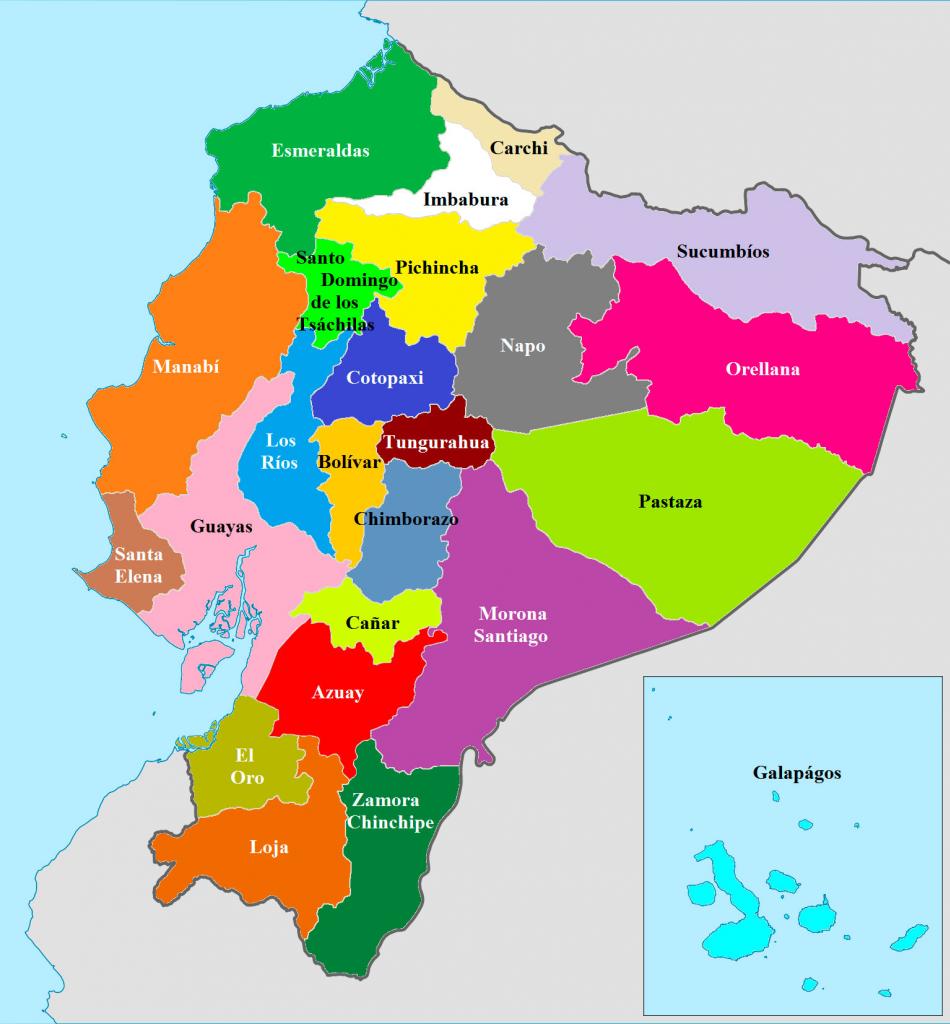 Esmeraldas
Carchi
Imbabura
Santo
Domingo
de los
Tsáchilas
Pichincha
Sucumbíos
Manabí
Cotopaxi
Napo
Orellana
Los
Ríos
Bolívar
Tungurahua
Pastaza
Guayas
Chimborazo
Santa
Elena
Cañar
Morona
Santiago
Azuay
El
Oro
Zamora
Chinchipe
Loja
Galapágos